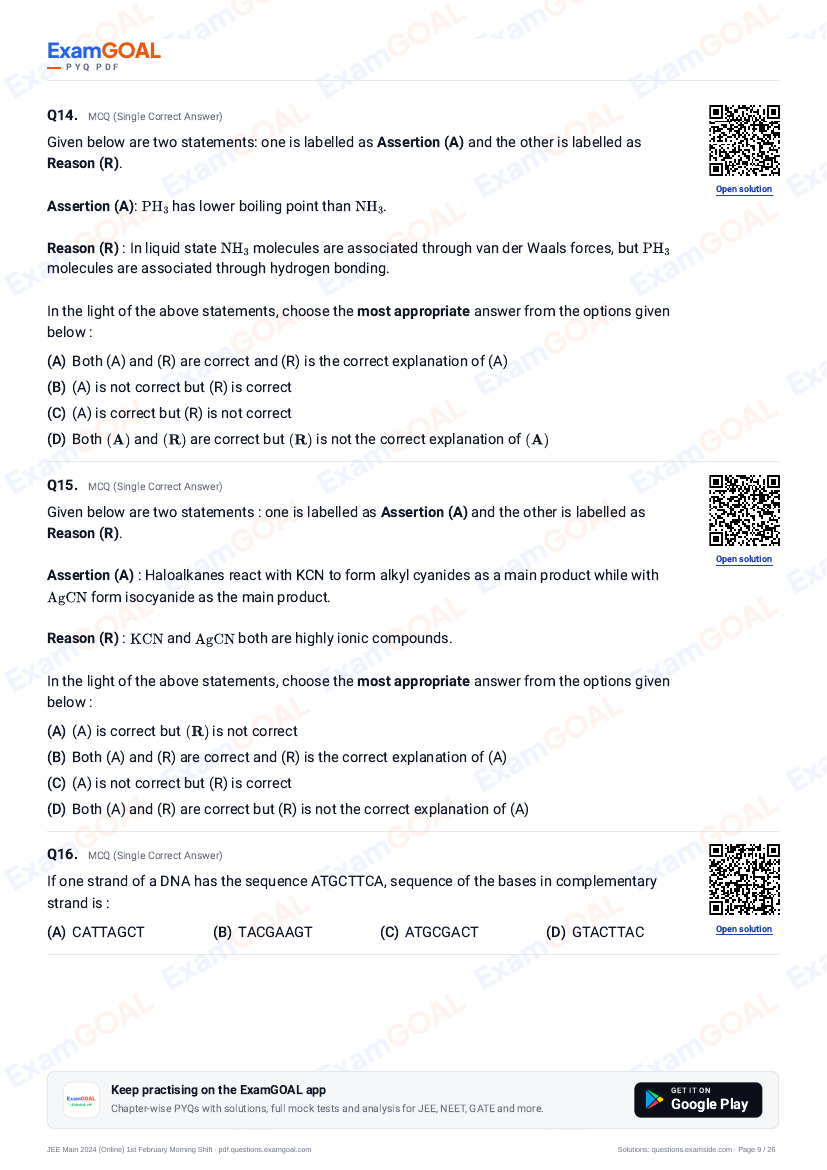 ExamGOAL
PYQ PDF
Q14. MCQ (Single Correct Answer)
Given below are two statements: one is labelled as Assertion (A) and the other is labelled as
Reason (R).
Open solution
Assertion (A): PH₃ has lower boiling point than NH₃.
Reason (R) : In liquid state NH₃ molecules are associated through van der Waals forces, but PH₃
molecules are associated through hydrogen bonding.
In the light of the above statements, choose the most appropriate answer from the options given
below :
(A) Both (A) and (R) are correct and (R) is the correct explanation of (A)
(B) (A) is not correct but (R) is correct
(C) (A) is correct but (R) is not correct
(D) Both (A) and (R) are correct but (R) is not the correct explanation of (A)
Q15. MCQ (Single Correct Answer)
Given below are two statements : one is labelled as Assertion (A) and the other is labelled as
Reason (R).
Open solution
Assertion (A) : Haloalkanes react with KCN to form alkyl cyanides as a main product while with
AgCN form isocyanide as the main product.
Reason (R) : KCN and AgCN both are highly ionic compounds.
In the light of the above statements, choose the most appropriate answer from the options given
below :
(A) (A) is correct but (R) is not correct
(B) Both (A) and (R) are correct and (R) is the correct explanation of (A)
(C) (A) is not correct but (R) is correct
(D) Both (A) and (R) are correct but (R) is not the correct explanation of (A)
Q16. MCQ (Single Correct Answer)
If one strand of a DNA has the sequence ATGCTTCA, sequence of the bases in complementary
strand is :
(A) CATTAGCT (B) TACGAAGT (C) ATGCGACT (D) GTACTTAC
Open solution
Keep practising on the ExamGOAL app
Chapter-wise PYQs with solutions, full mock tests and analysis for JEE, NEET, GATE and more.
GET IT ON
Google Play
JEE Main 2024 (Online) 1st February Morning Shift · pdf.questions.examgoal.com
Solutions: questions.examside.com · Page 9 / 26